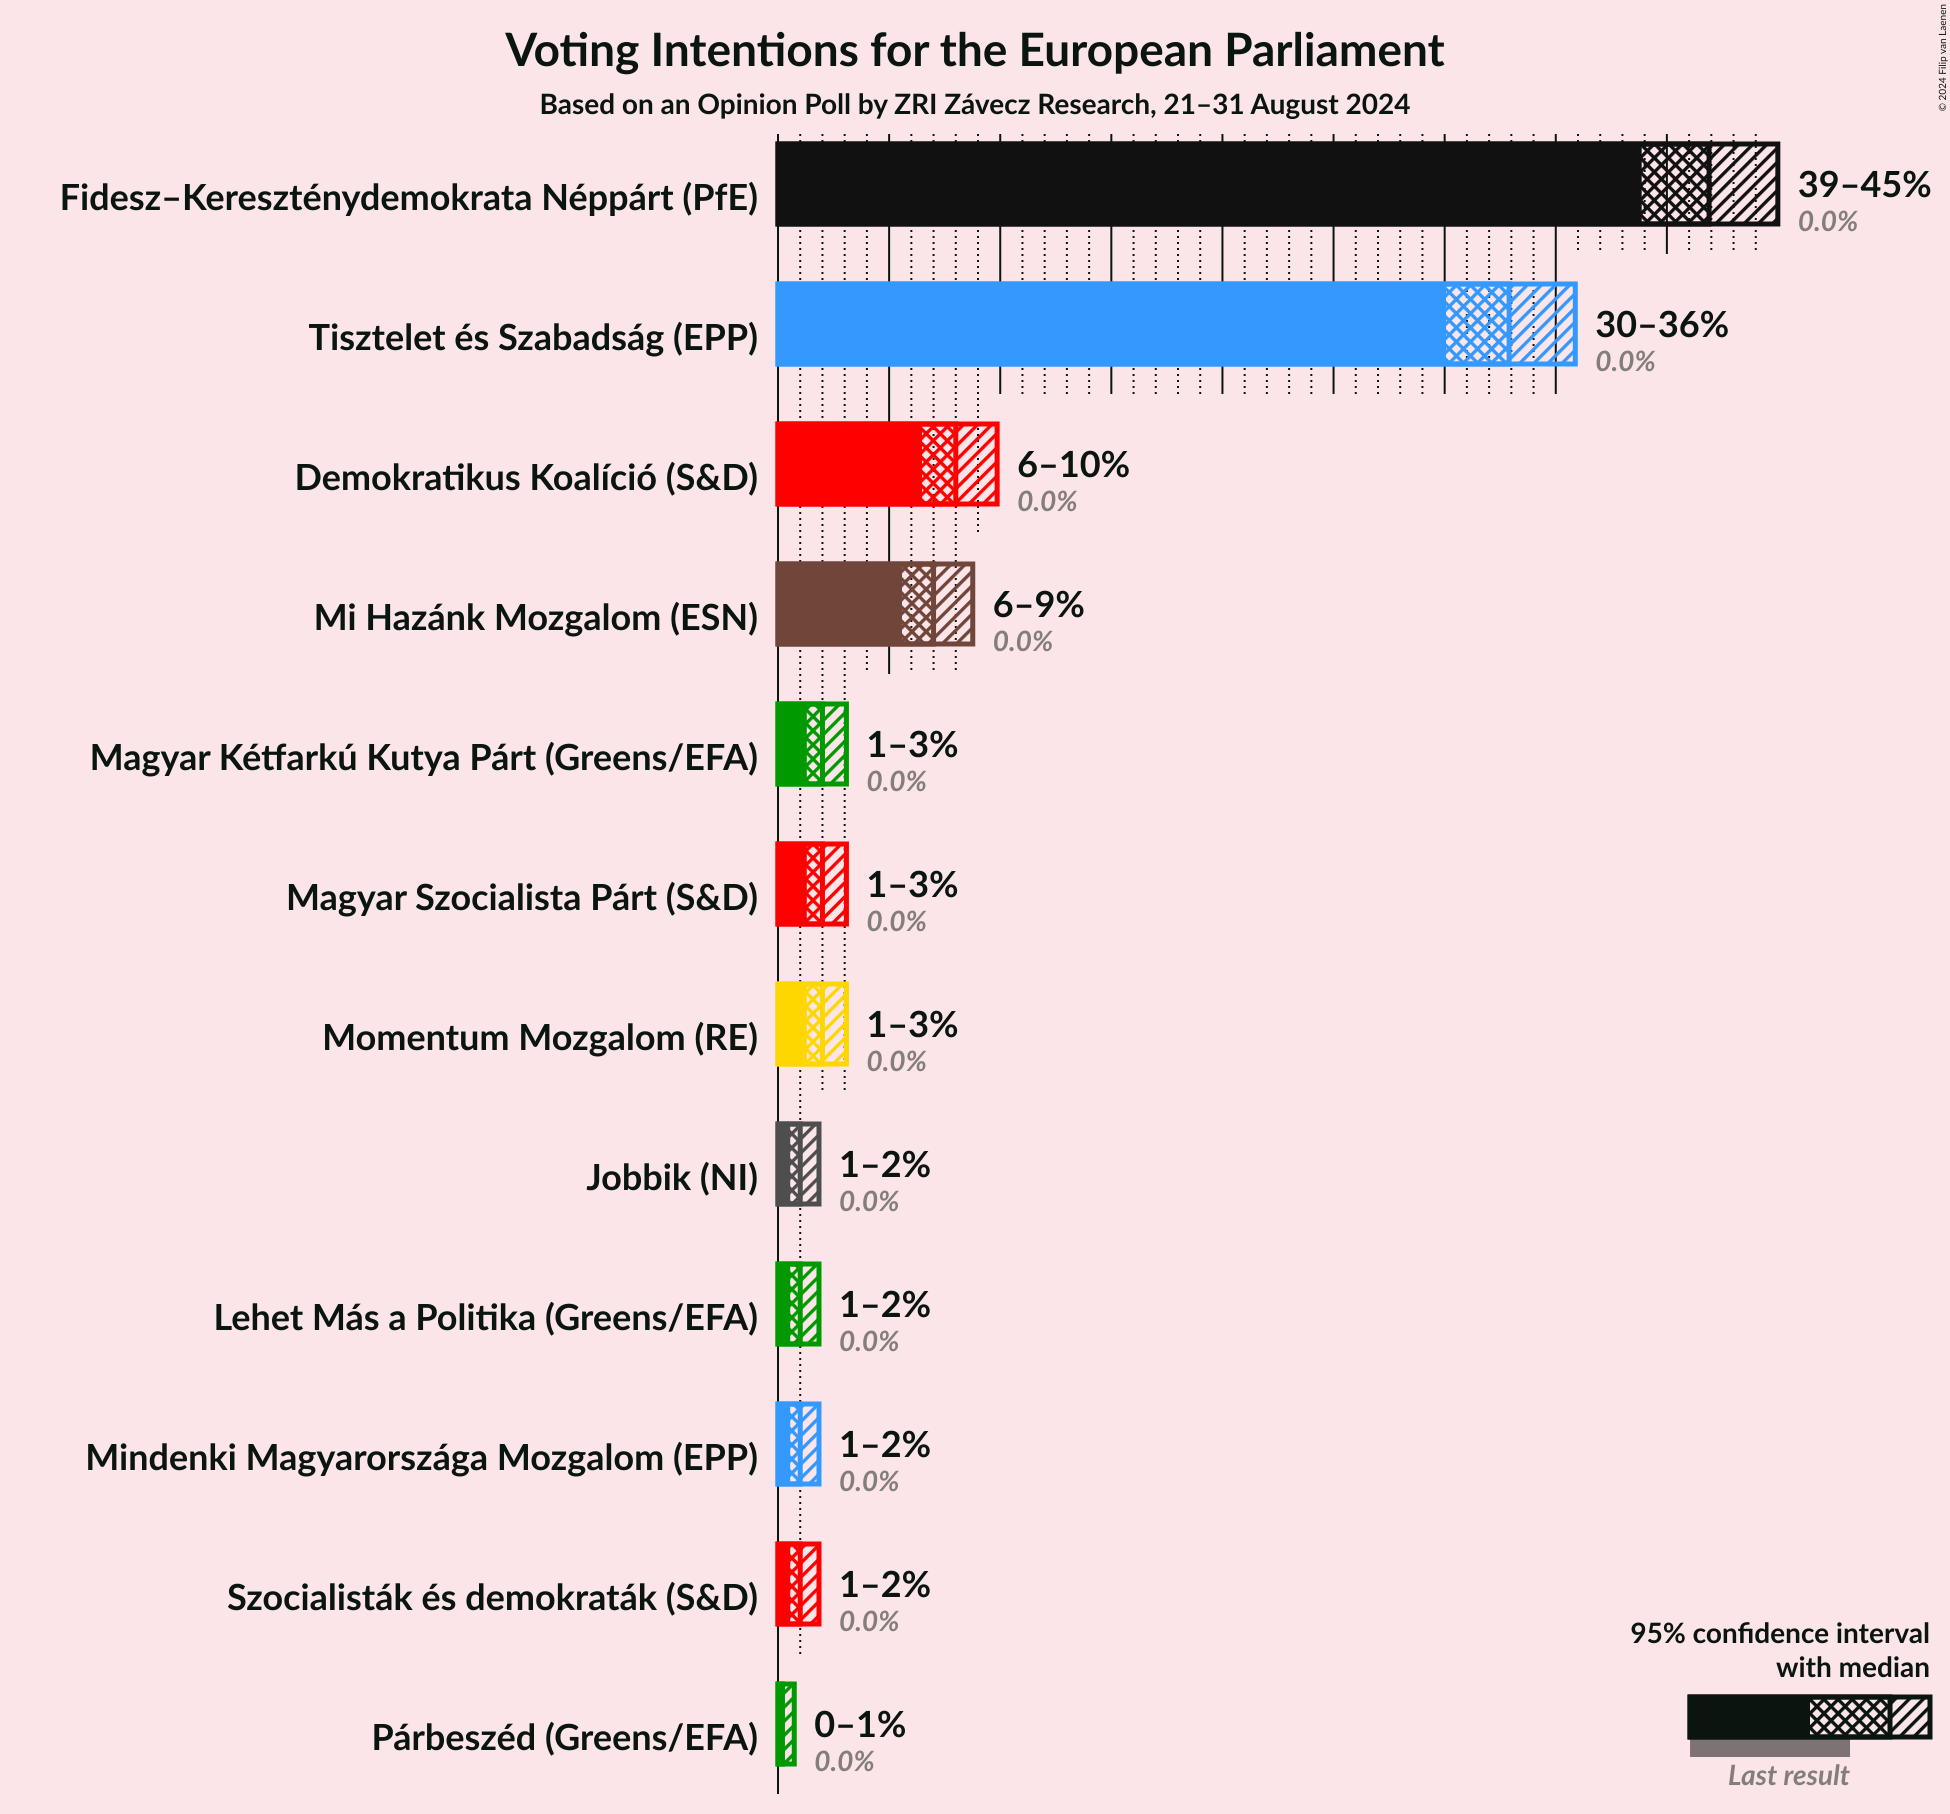 Voting Intentions for the European Parliament
Based on an Opinion Poll by ZRI Závecz Research, 21–31 August 2024
© 2024 Filip van Laenen
Fidesz–Kereszténydemokrata Néppárt (PfE)
39–45%
0.0%
Tisztelet és Szabadság (EPP)
30–36%
0.0%
Demokratikus Koalíció (S&D)
6–10%
0.0%
Mi Hazánk Mozgalom (ESN)
6–9%
0.0%
Magyar Kétfarkú Kutya Párt (Greens/EFA)
1–3%
0.0%
Magyar Szocialista Párt (S&D)
1–3%
0.0%
Momentum Mozgalom (RE)
1–3%
0.0%
Jobbik (NI)
1–2%
0.0%
Lehet Más a Politika (Greens/EFA)
1–2%
0.0%
Mindenki Magyarországa Mozgalom (EPP)
1–2%
0.0%
Szocialisták és demokraták (S&D)
1–2%
0.0%
Párbeszéd (Greens/EFA)
0–1%
0.0%
95% confidence interval
with median
Last result